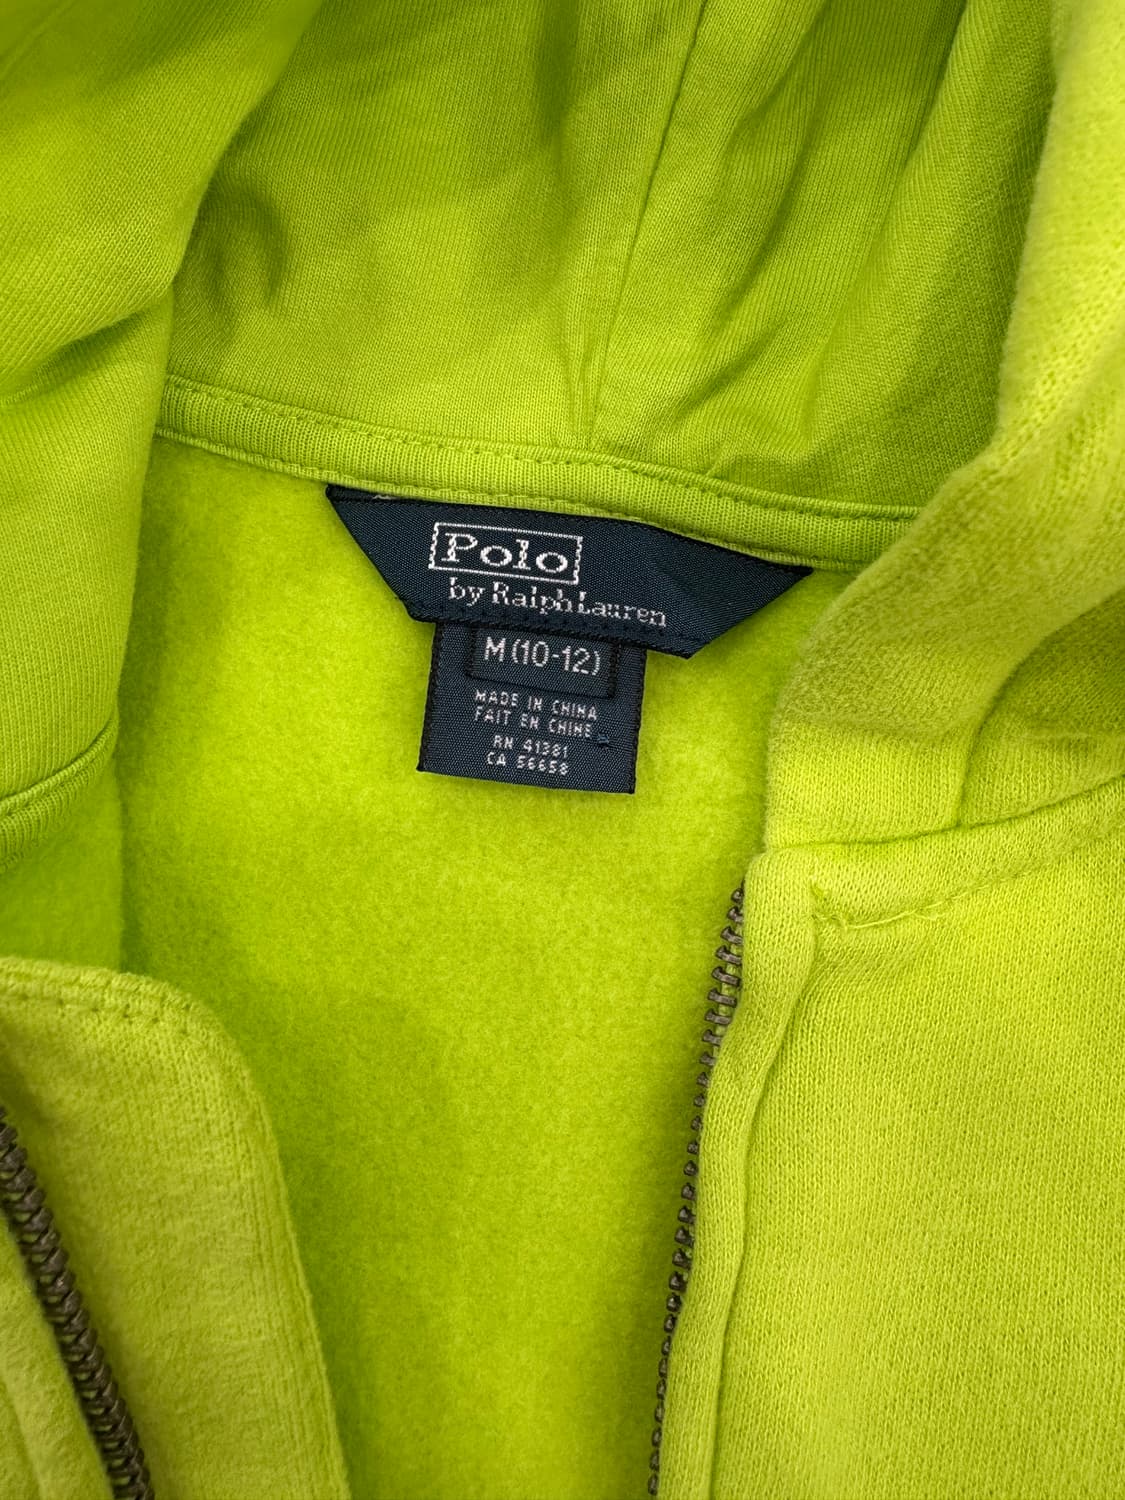 Polo
by Ralph Lauren
M (10-12)
MADE IN CHINA
FAIT EN CHINE
RN 41381
CA 56658